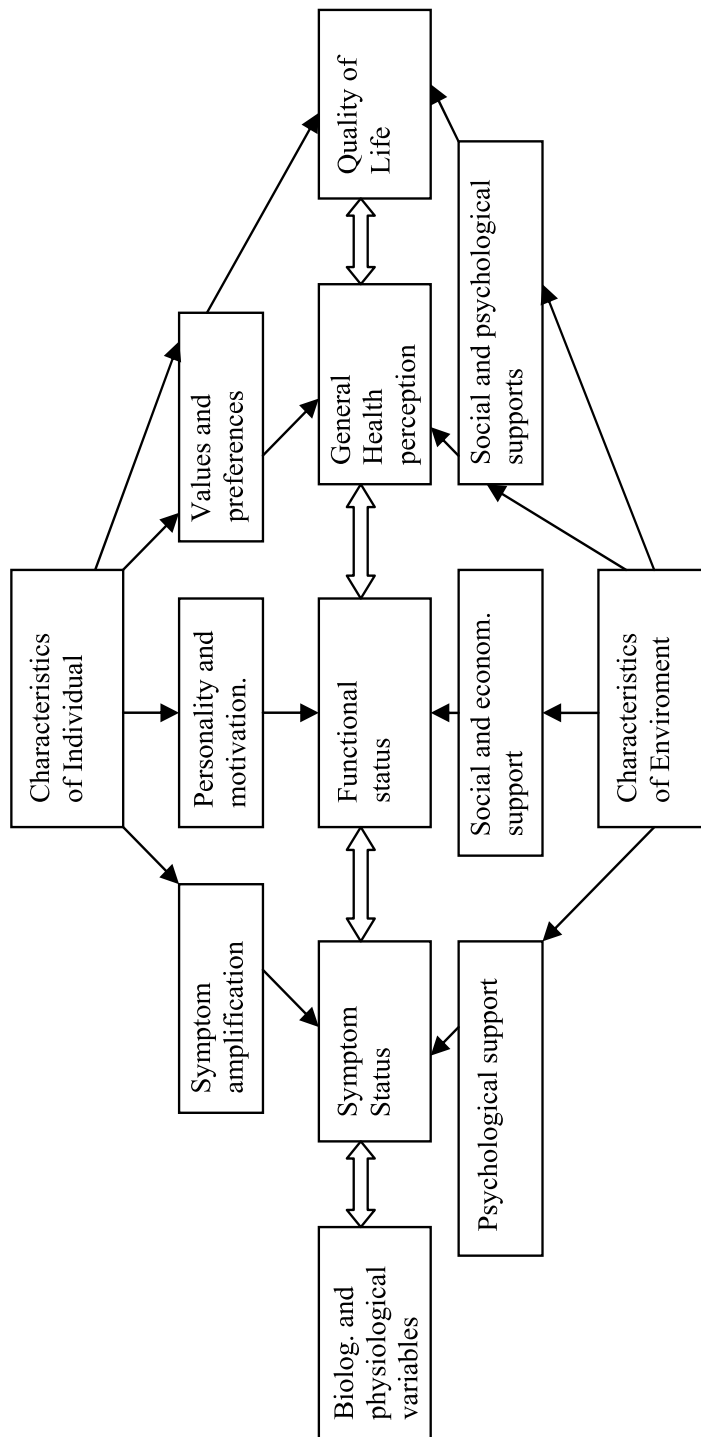 Characteristics
of Individual
Symptom
amplification
Personality and
motivation.
Values and
preferences
Biolog. and
physiological
variables
Symptom
Status
Functional
status
General
Health
perception
Quality of
Life
Psychological support
Social and econom.
support
Social and psychological
supports
Characteristics
of Enviroment